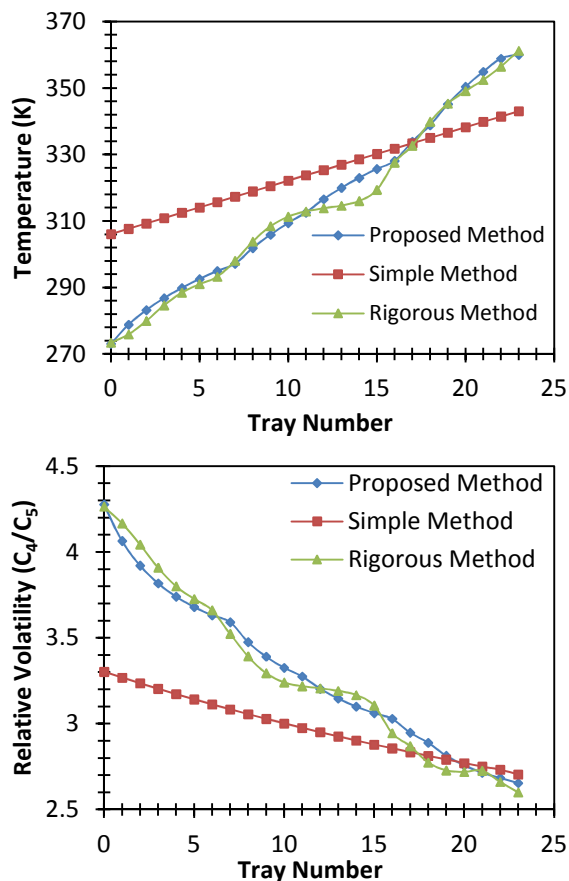 370
350
330
310
290
270
Temperature (K)
Proposed Method
Simple Method
Rigorous Method
0 5 10 15 20 25
Tray Number
4.5
4
3.5
3
2.5
Relative Volatility (C₄/C₅)
Proposed Method
Simple Method
Rigorous Method
0 5 10 15 20 25
Tray Number